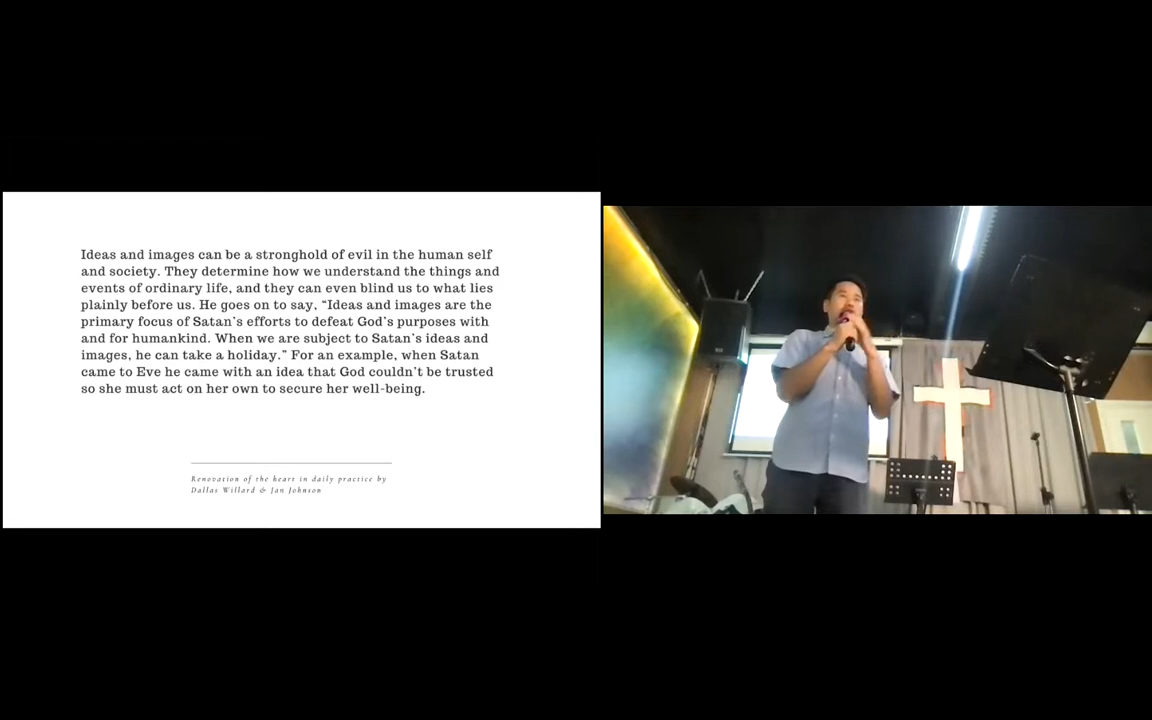 Ideas and images can be a stronghold of evil in the human self
and society. They determine how we understand the things and
events of ordinary life, and they can even blind us to what lies
plainly before us. He goes on to say, “Ideas and images are the
primary focus of Satan’s efforts to defeat God’s purposes with
and for humankind. When we are subject to Satan’s ideas and
images, he can take a holiday.” For an example, when Satan
came to Eve he came with an idea that God couldn’t be trusted
so she must act on her own to secure her well-being.
Renovation of the heart in daily practice by
Dallas Willard & Jan Johnson